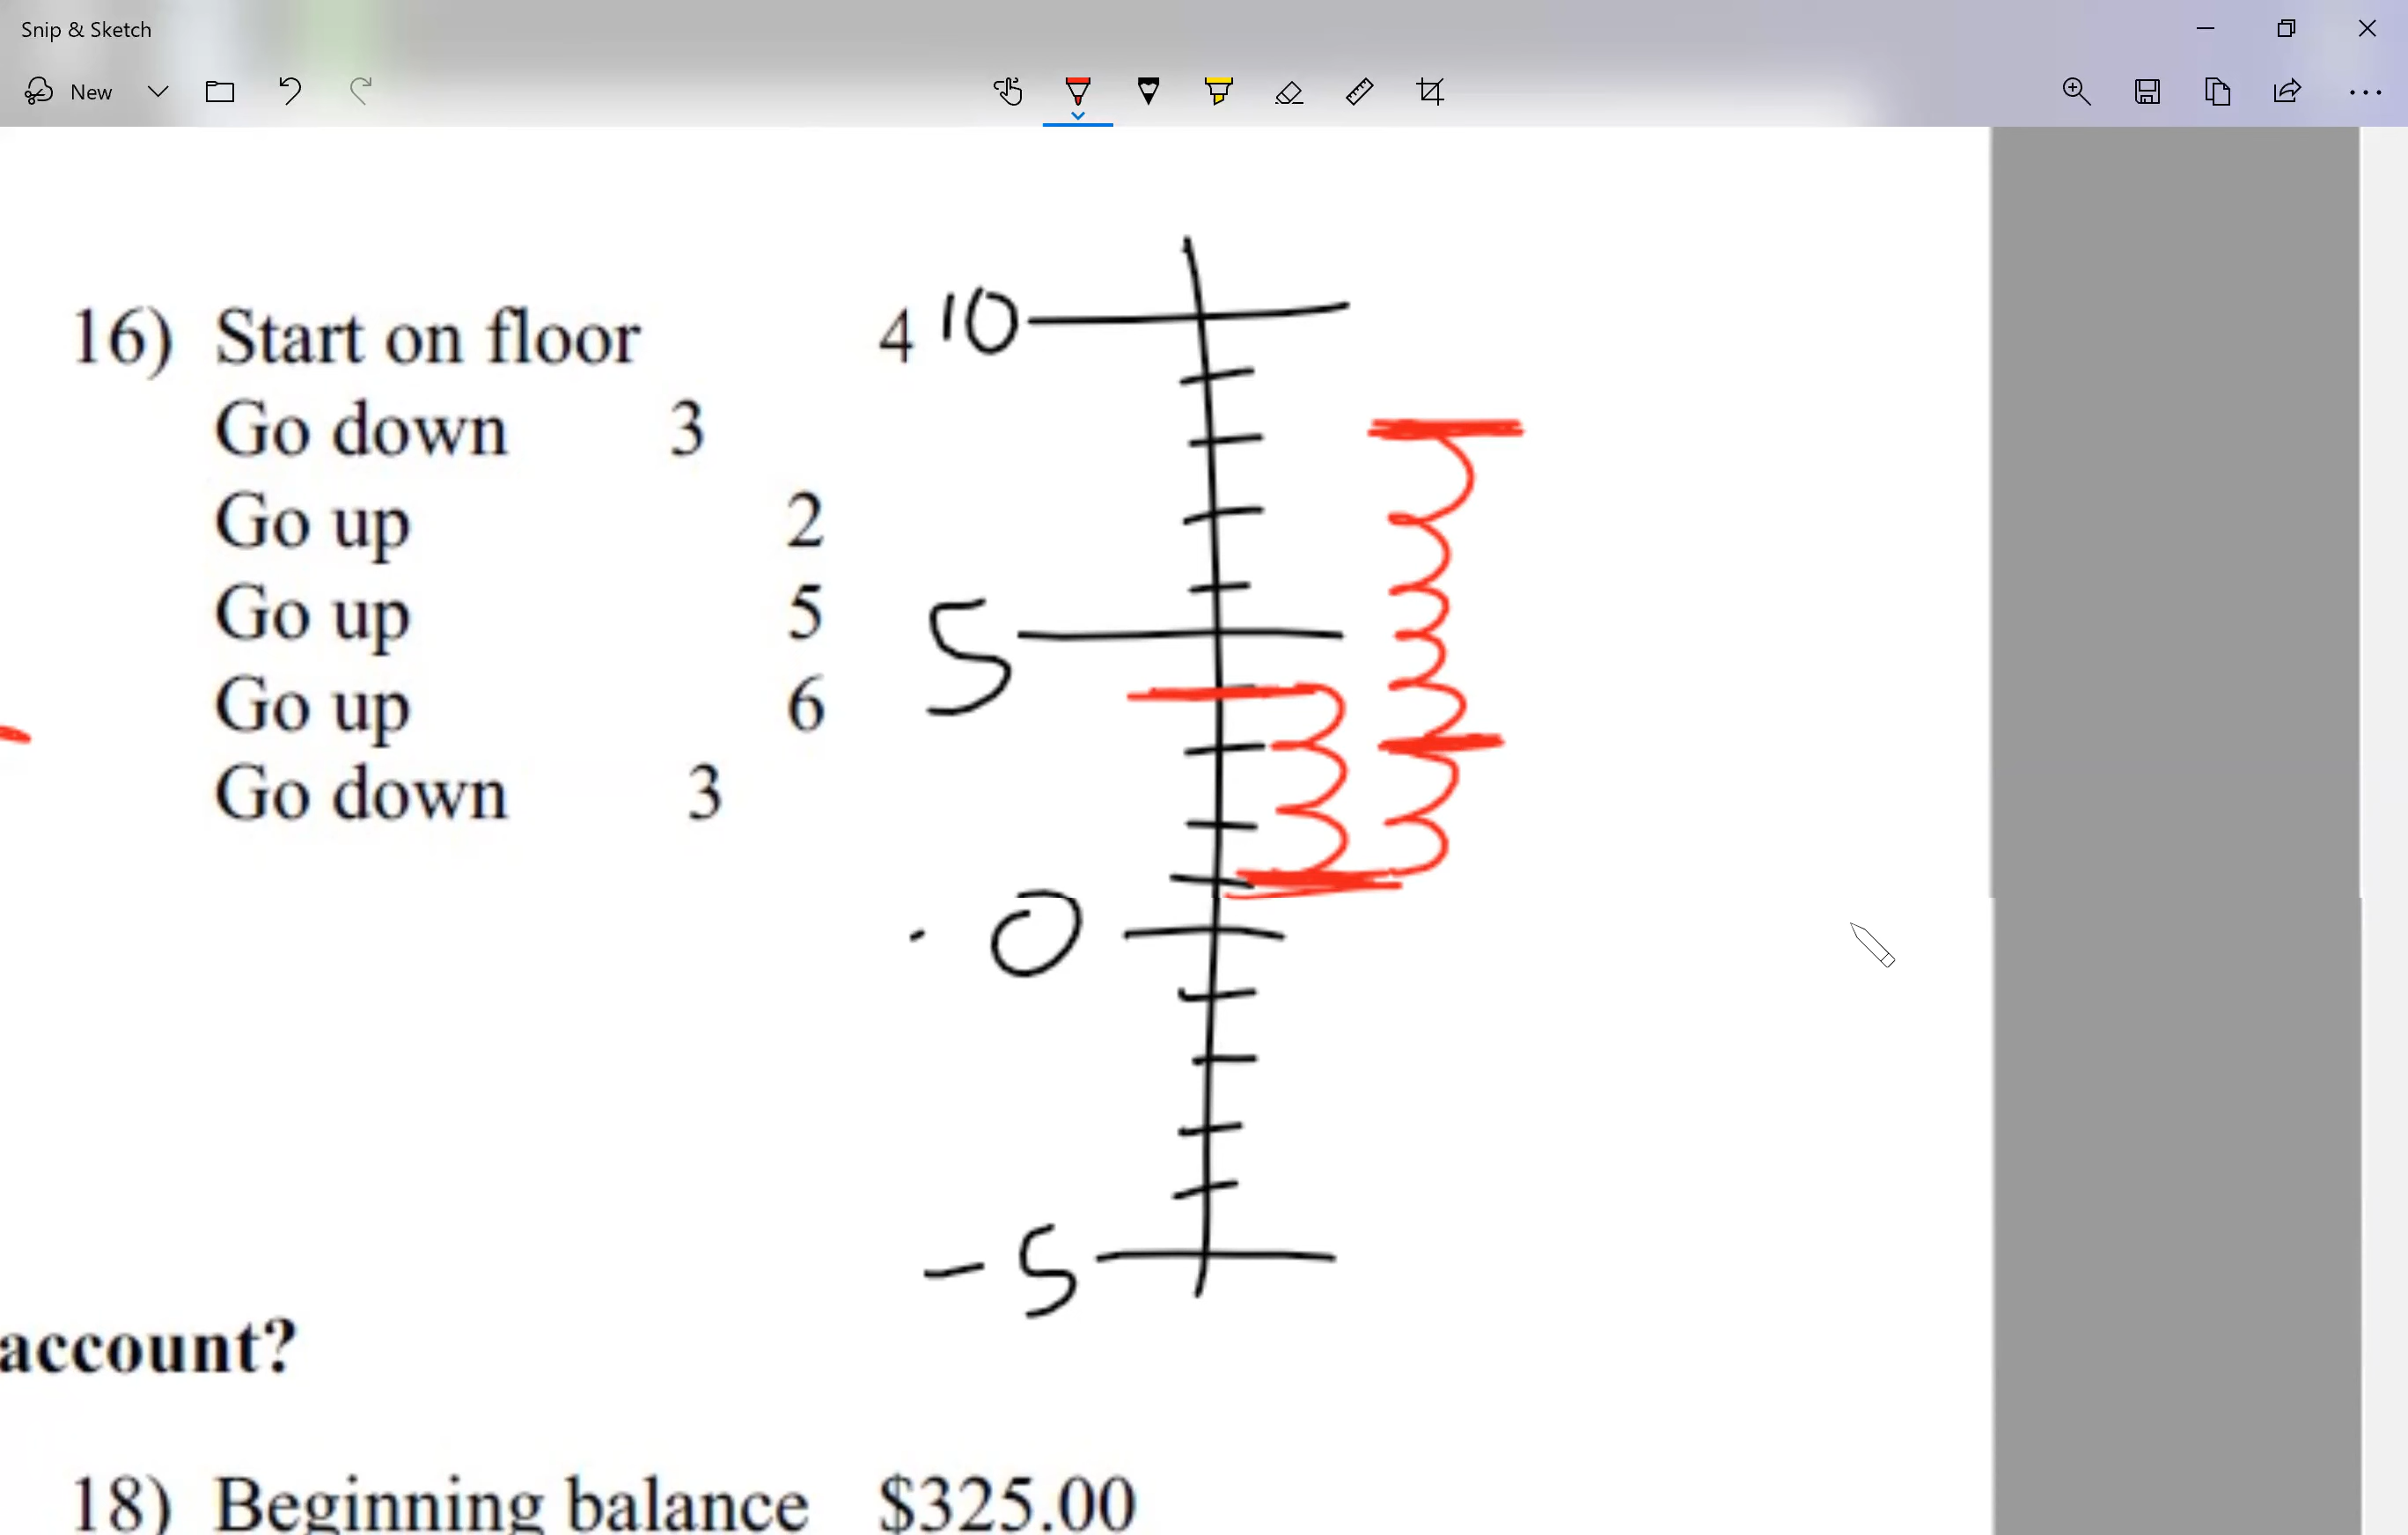 Snip & Sketch
New
16) Start on floor 4
Go down 3
Go up 2
Go up 5
Go up 6
Go down 3
10
5
0
-5
account?
18) Beginning balance $325.00